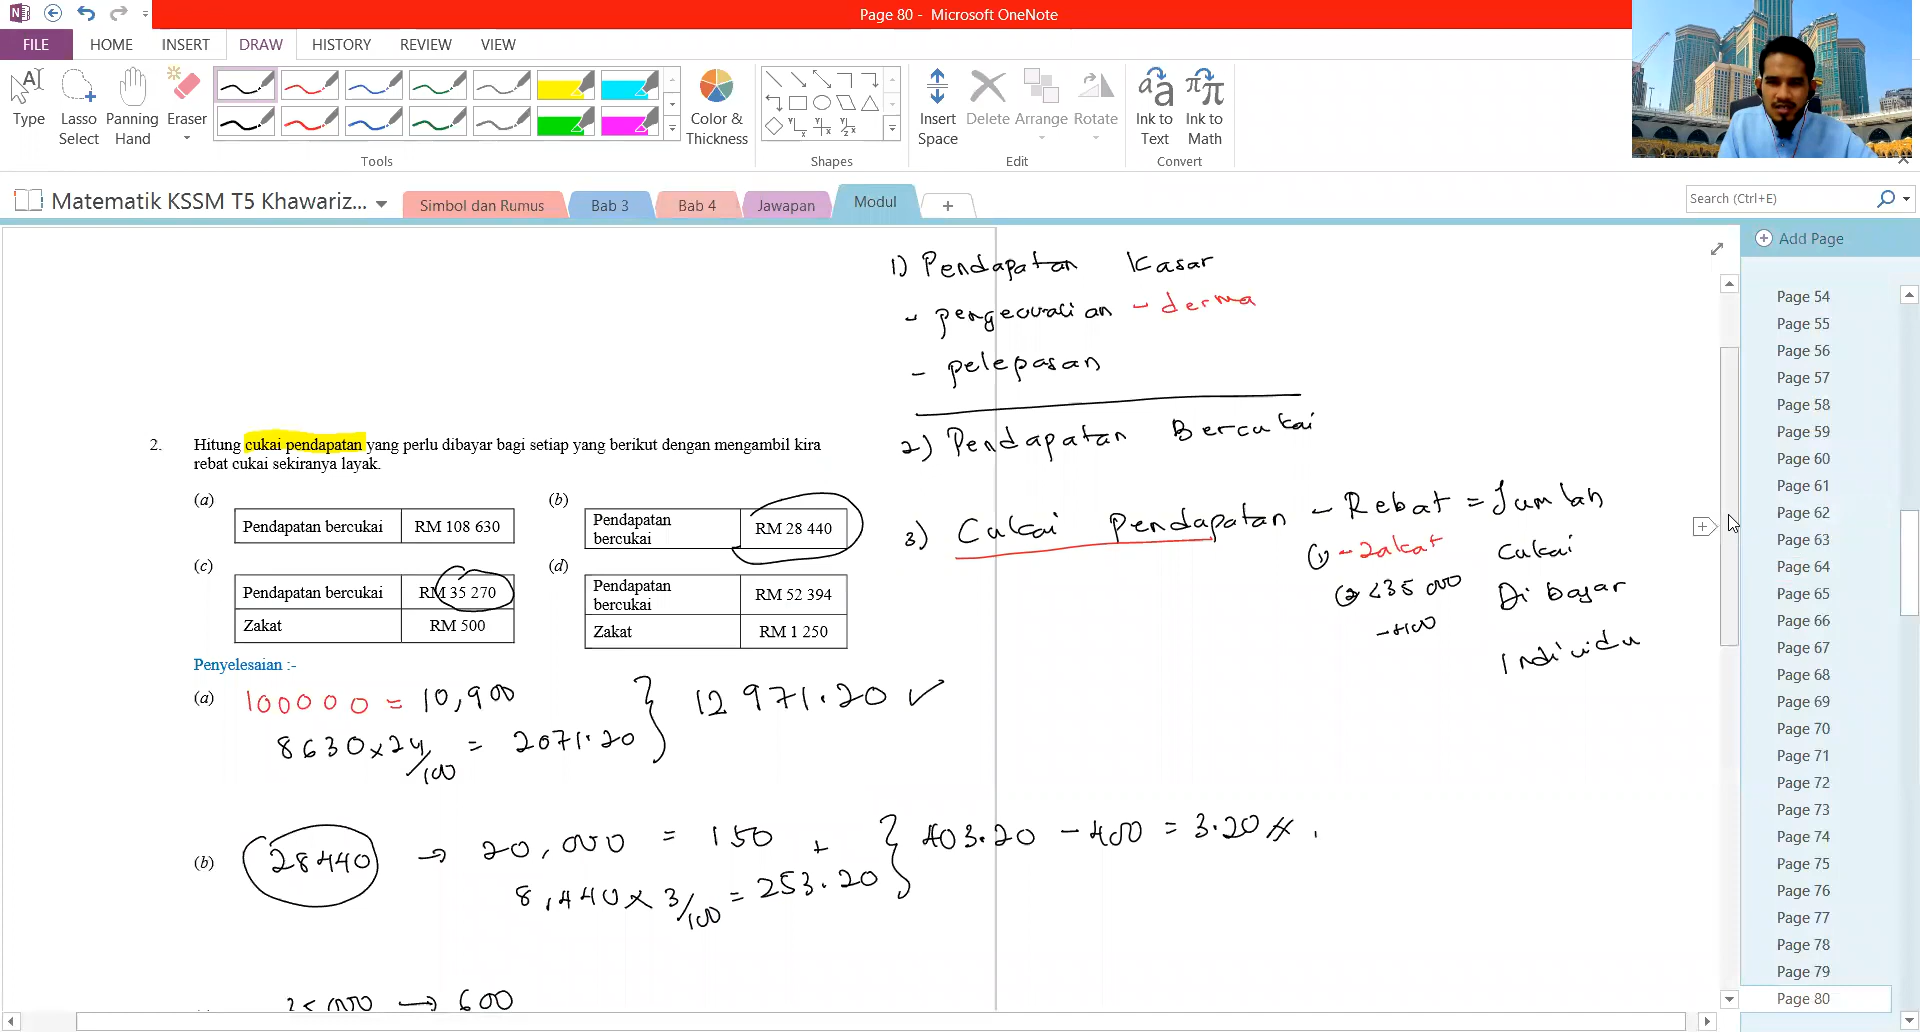 Page 80 - Microsoft OneNote
FILE HOME INSERT DRAW HISTORY REVIEW VIEW
Type
Lasso Select
Panning Hand
Eraser
Color & Thickness
Insert Space
Delete
Arrange
Rotate
Ink to Text
Ink to Math
Tools
Shapes
Edit
Convert
Matematik KSSM T5 Khawariz...
Simbol dan Rumus
Bab 3
Bab 4
Jawapan
Modul
Search (Ctrl+E)
Add Page
1) Pendapatan Kasar
- pengecualian - derma
- pelepasan
2) Pendapatan Bercukai
3) Cukai Pendapatan - Rebat = Jumlah
Cukai
Di bayar
Individu
(1) - zakat
(2) <35 000
-400
2. Hitung cukai pendapatan yang perlu dibayar bagi setiap yang berikut dengan mengambil kira
rebat cukai sekiranya layak.
(a)
Pendapatan bercukai RM 108 630
(b)
Pendapatan bercukai RM 28 440
(c)
Pendapatan bercukai RM 35 270
Zakat RM 500
(d)
Pendapatan bercukai RM 52 394
Zakat RM 1 250
Penyelesaian :-
(a) 100000 = 10,900 } 12 971.20 ✓
8630 x 24/100 = 2071.20
(b) 28440 → 20,000 = 150 + } 403.20 - 400 = 3.20
8,440 x 3/100 = 253.20
35000 → 600
Page 54
Page 55
Page 56
Page 57
Page 58
Page 59
Page 60
Page 61
Page 62
Page 63
Page 64
Page 65
Page 66
Page 67
Page 68
Page 69
Page 70
Page 71
Page 72
Page 73
Page 74
Page 75
Page 76
Page 77
Page 78
Page 79
Page 80